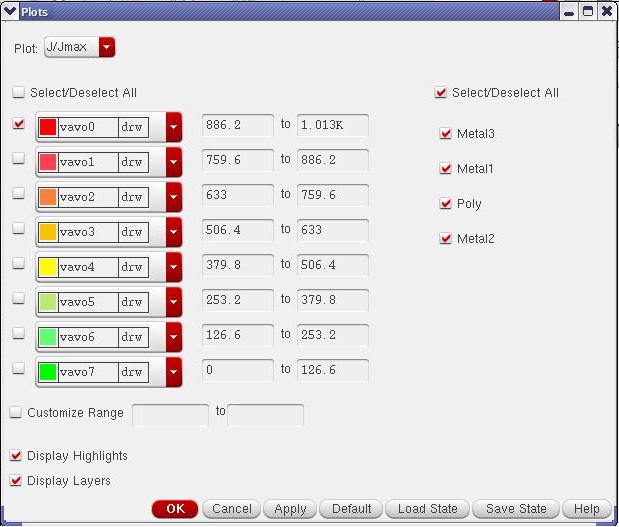 Plots
Plot: J/Jmax
Select/Deselect All
vavo0 drw 886.2 to 1.013K
vavo1 drw 759.6 to 886.2
vavo2 drw 633 to 759.6
vavo3 drw 506.4 to 633
vavo4 drw 379.8 to 506.4
vavo5 drw 253.2 to 379.8
vavo6 drw 126.6 to 253.2
vavo7 drw 0 to 126.6
Select/Deselect All
Metal3
Metal1
Poly
Metal2
Customize Range to
Display Highlights
Display Layers
OK Cancel Apply Default Load State Save State Help